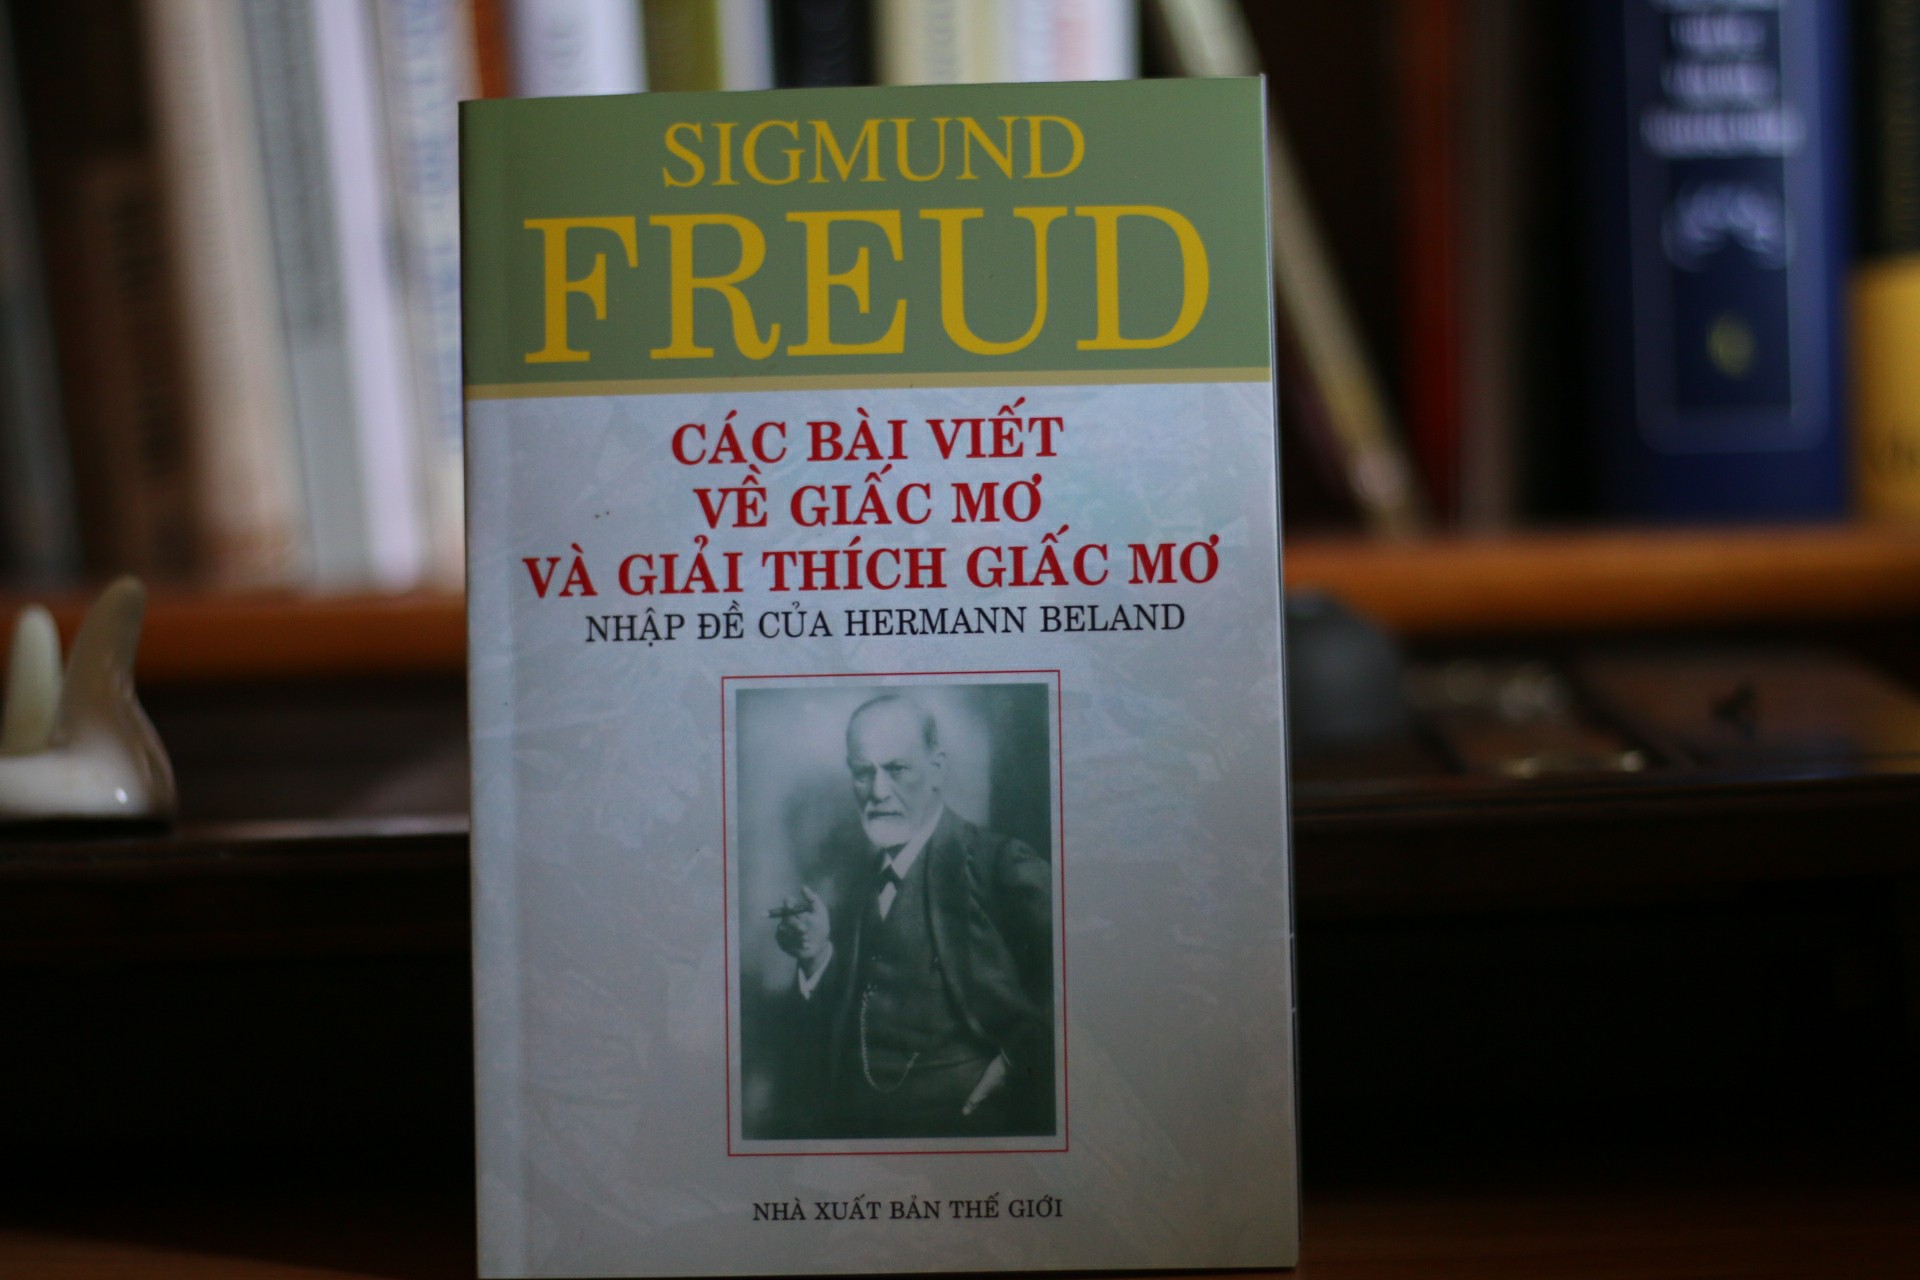 SIGMUND
FREUD
CÁC BÀI VIẾT
VỀ GIẤC MƠ
VÀ GIẢI THÍCH GIẤC MƠ
NHẬP ĐỀ CỦA HERMANN BELAND
NHÀ XUẤT BẢN THẾ GIỚI